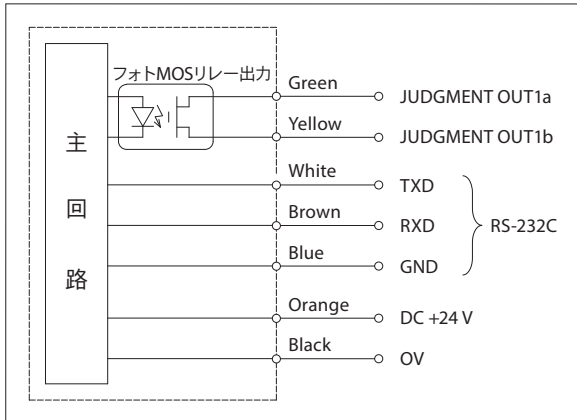 フォトMOSリレー出力
主回路
Green
JUDGMENT OUT1a
Yellow
JUDGMENT OUT1b
White
TXD
Brown
RXD
RS-232C
Blue
GND
Orange
DC +24 V
Black
OV